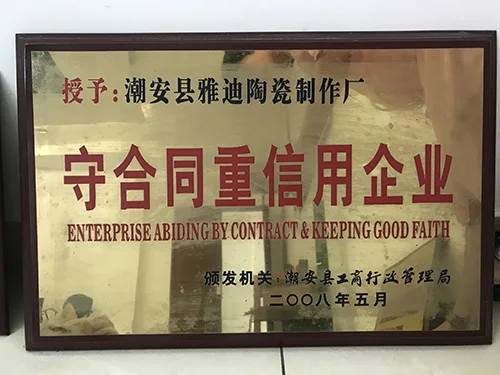 授予：潮安县雅迪陶瓷制作厂
守合同重信用企业
ENTERPRISE ABIDING BY CONTRACT & KEEPING GOOD FAITH
颁发机关：潮安县工商行政管理局
二〇〇八年五月